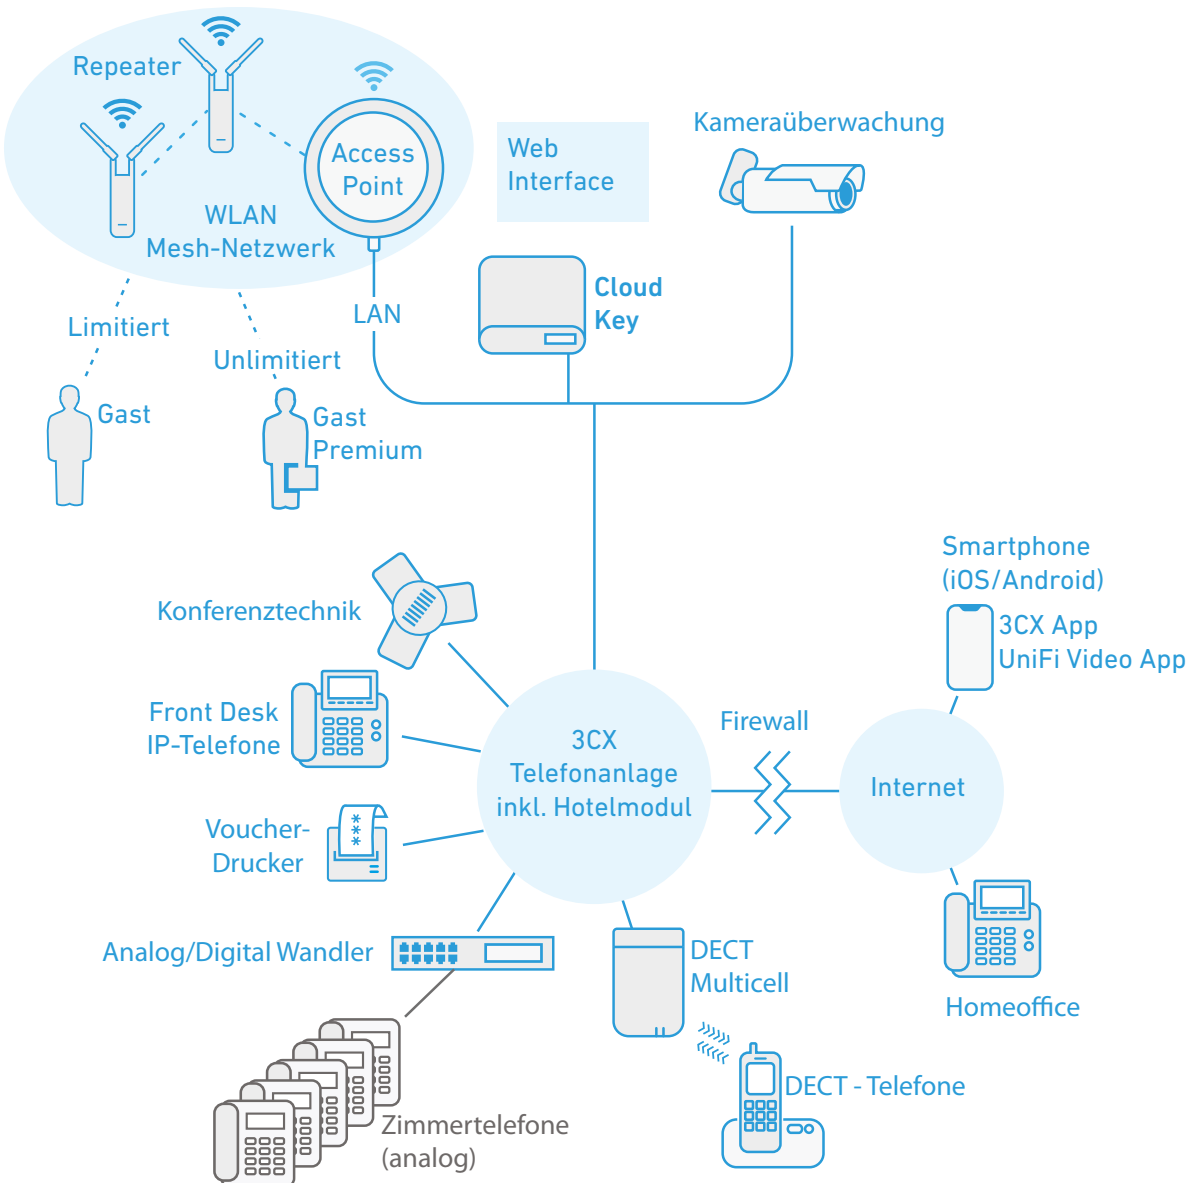 Repeater
Access
Point
WLAN
Mesh-Netzwerk
Web
Interface
Kameraüberwachung
Cloud
Key
LAN
Limitiert
Unlimitiert
Gast
Gast
Premium
Konferenztechnik
Smartphone
(iOS/Android)
3CX App
UniFi Video App
Front Desk
IP-Telefone
3CX
Telefonanlage
inkl. Hotelmodul
Firewall
Internet
Voucher-
Drucker
***
Analog/Digital Wandler
DECT
Multicell
Homeoffice
DECT - Telefone
Zimmertelefone
(analog)